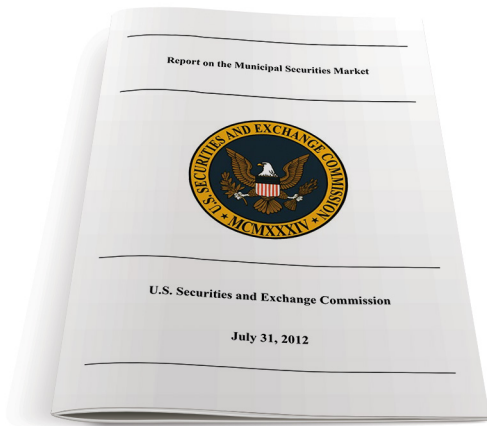 Report on the Municipal Securities Market
U.S. SECURITIES AND EXCHANGE COMMISSION
MCMXXXIV
U.S. Securities and Exchange Commission
July 31, 2012